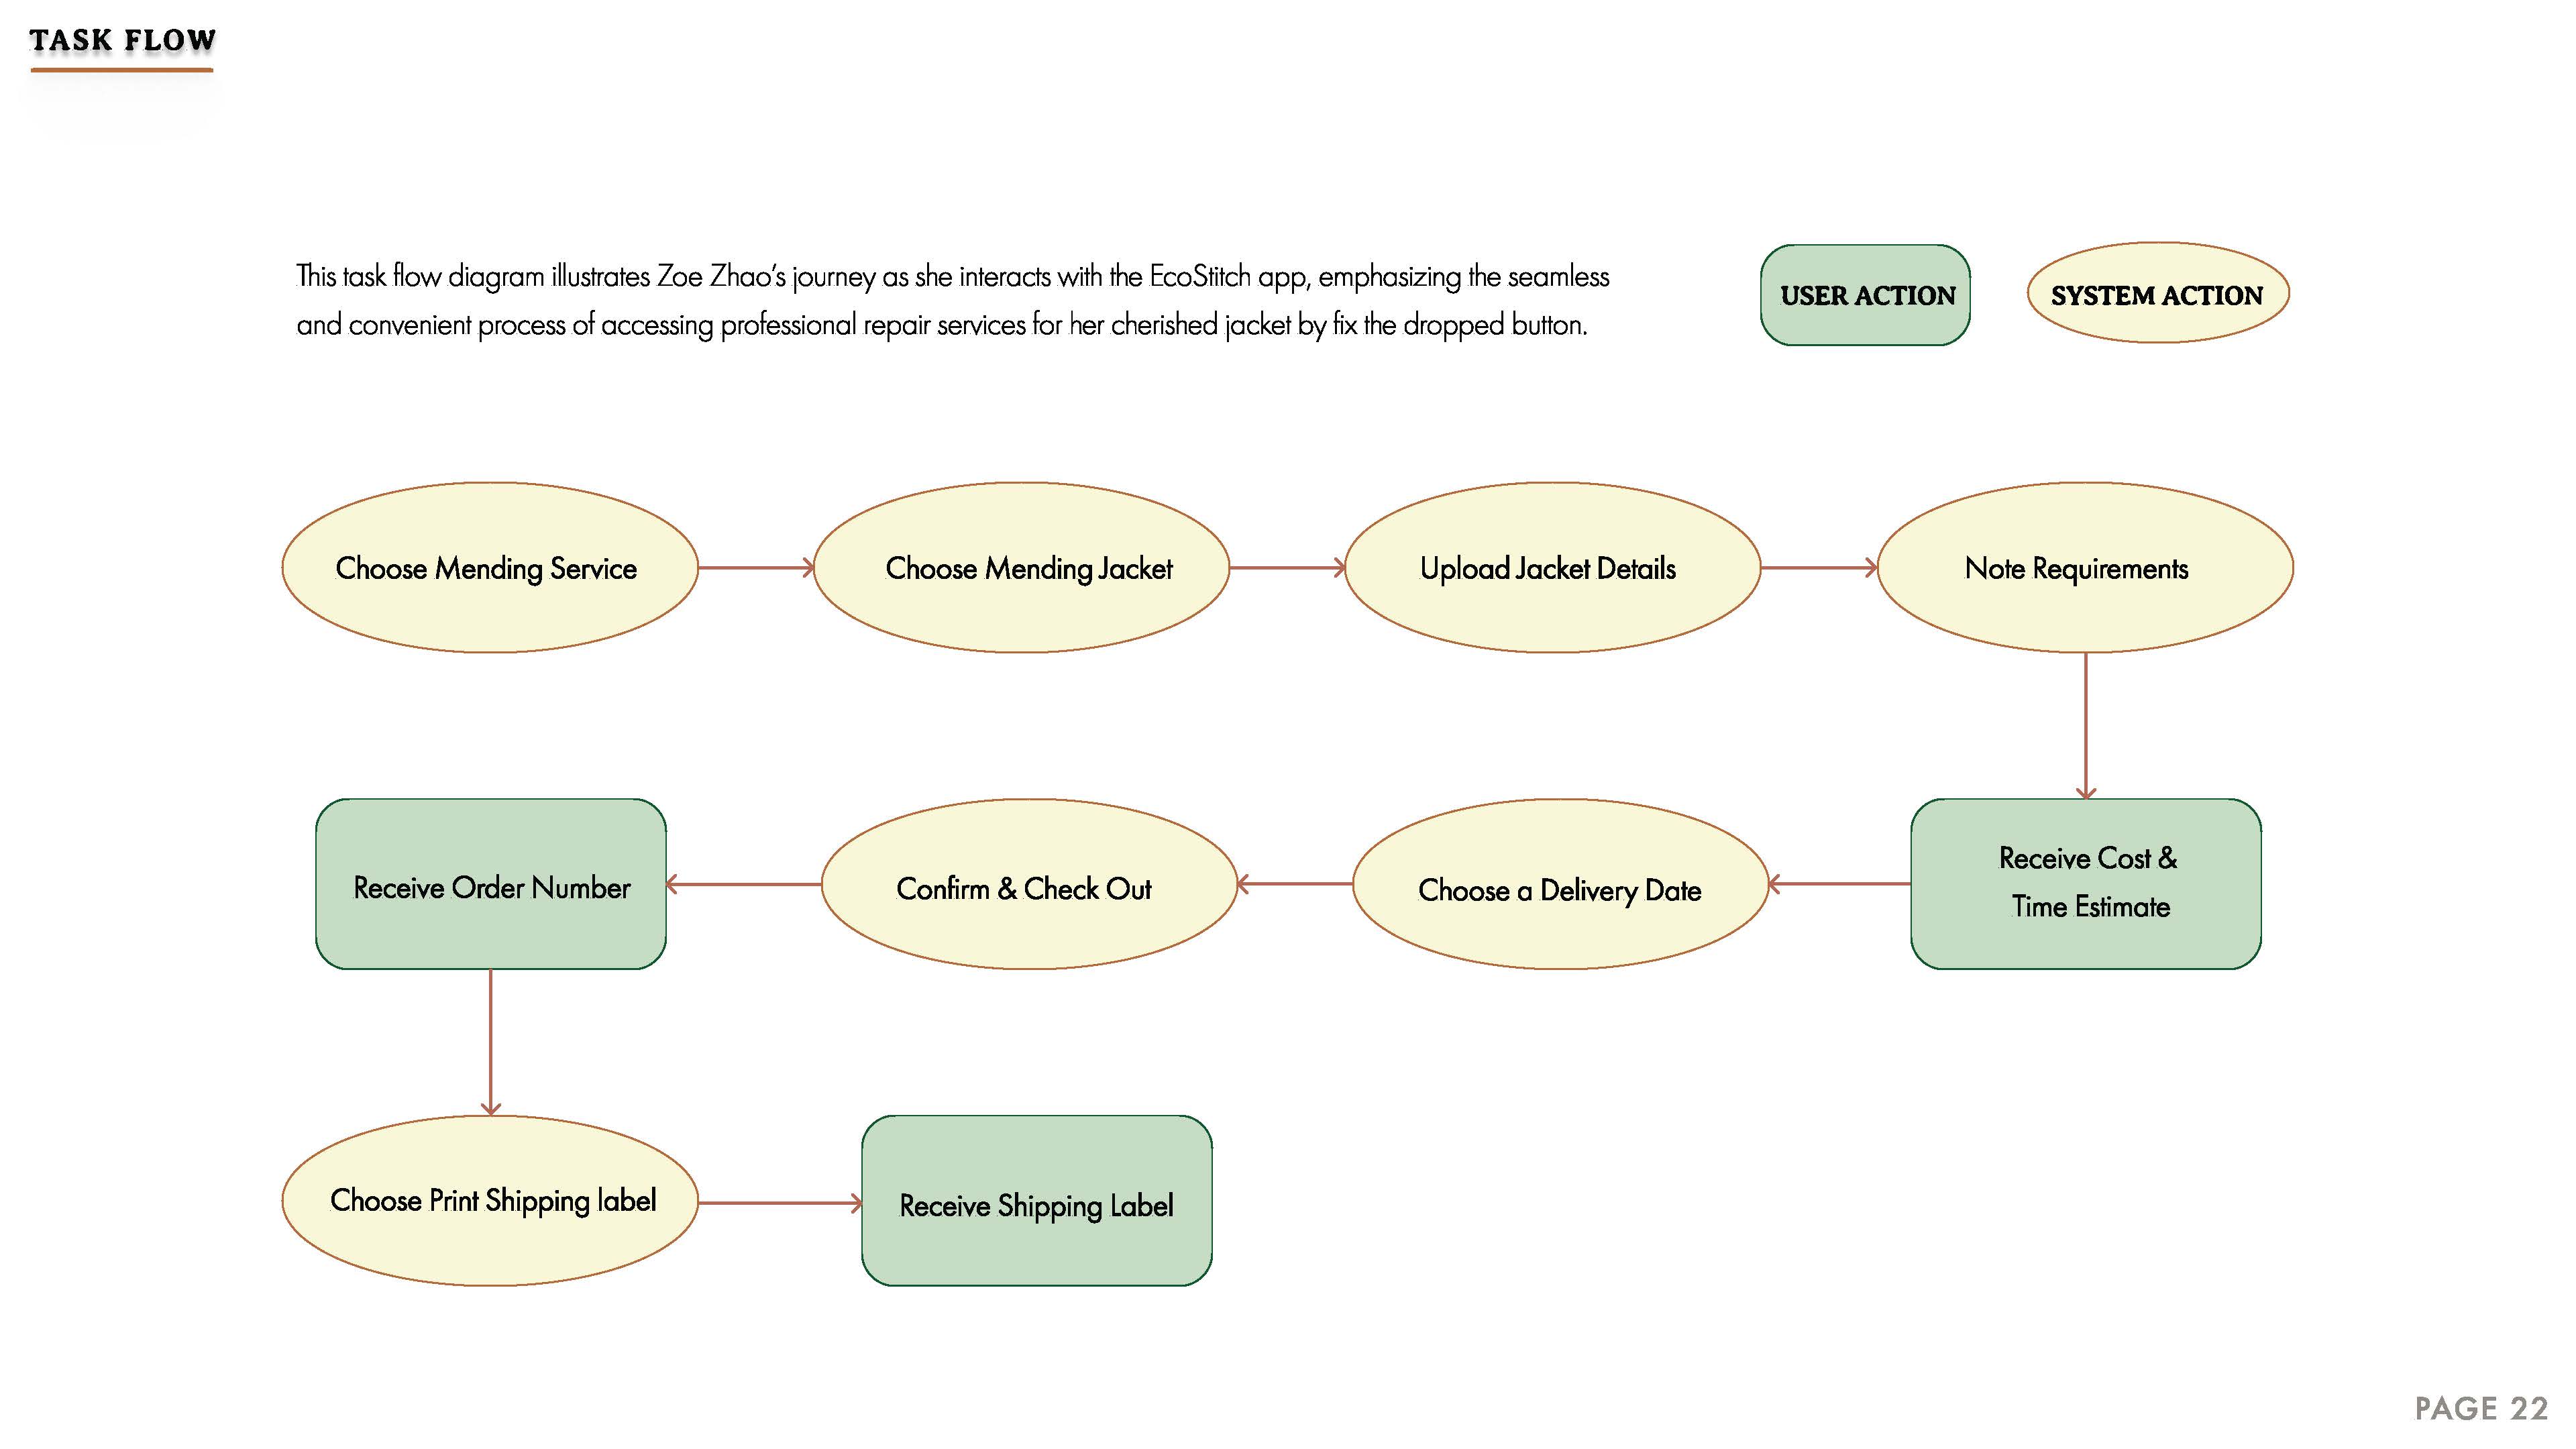 TASK FLOW
This task flow diagram illustrates Zoe Zhao's journey as she interacts with the EcoStitch app, emphasizing the seamless
and convenient process of accessing professional repair services for her cherished jacket by fix the dropped button.
USER ACTION
SYSTEM ACTION
Choose Mending Service
Choose Mending Jacket
Upload Jacket Details
Note Requirements
Receive Cost &
Time Estimate
Choose a Delivery Date
Confirm & Check Out
Receive Order Number
Choose Print Shipping label
Receive Shipping Label
PAGE 22